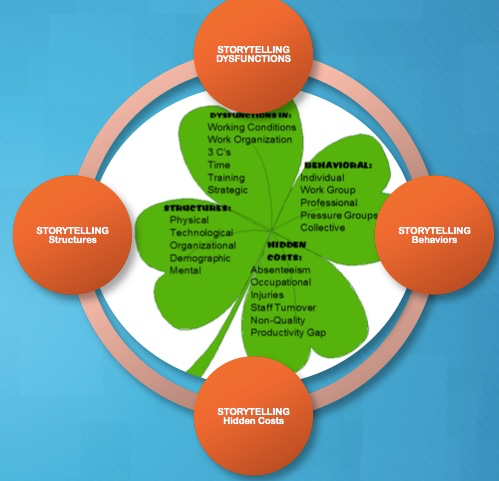 STORYTELLING
DYSFUNCTIONS
DYSFUNCTIONS IN:
Working Conditions
Work Organization
3 C's
Time
Training
Strategic
BEHAVIORAL:
Individual
Work Group
Professional
Pressure Groups
Collective
STRUCTURES:
Physical
Technological
Organizational
Demographic
Mental
HIDDEN
COSTS:
Absenteeism
Occupational
Injuries
Staff Turnover
Non-Quality
Productivity Gap
STORYTELLING
Structures
STORYTELLING
Behaviors
STORYTELLING
Hidden Costs